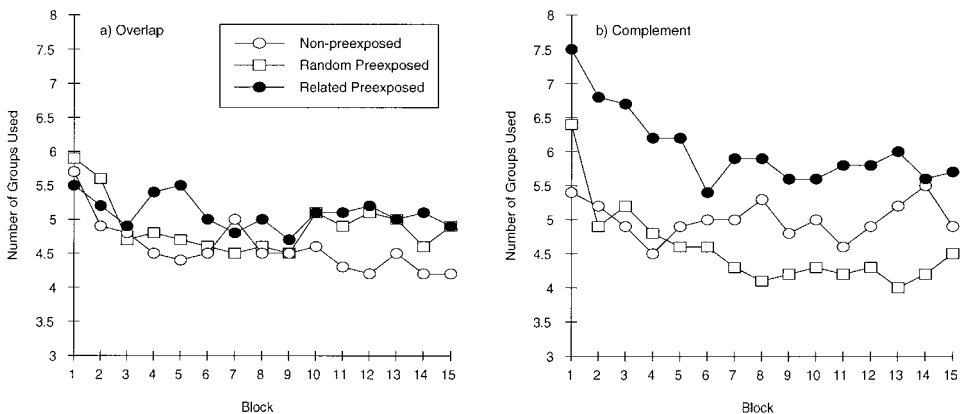 a) Overlap
Non-preexposed
Random Preexposed
Related Preexposed
Number of Groups Used
8
7.5
7
6.5
6
5.5
5
4.5
4
3.5
3
1 2 3 4 5 6 7 8 9 10 11 12 13 14 15
Block
b) Complement
Number of Groups Used
8
7.5
7
6.5
6
5.5
5
4.5
4
3.5
3
1 2 3 4 5 6 7 8 9 10 11 12 13 14 15
Block